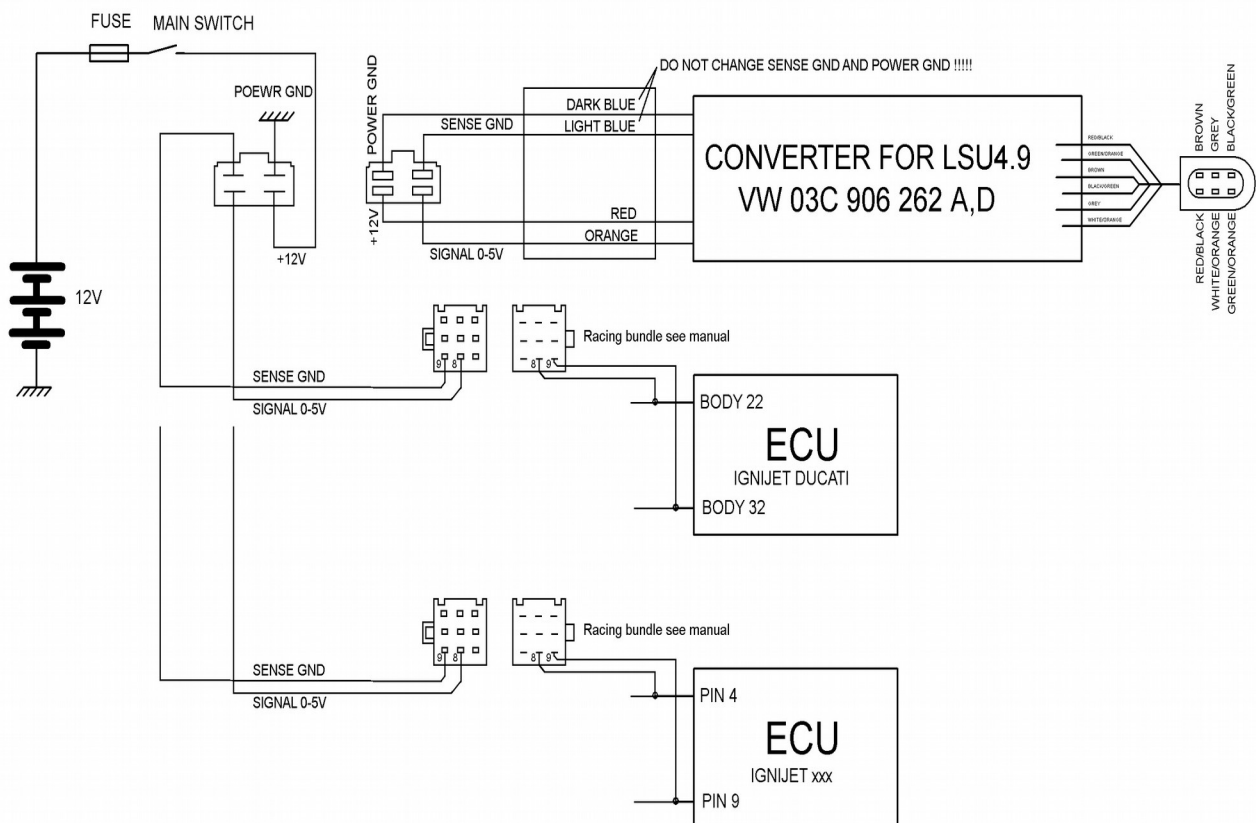 FUSE
MAIN SWITCH
POEWR GND
+12V
12V
POWER GND
SENSE GND
+12V
SIGNAL 0-5V
DO NOT CHANGE SENSE GND AND POWER GND !!!!!
DARK BLUE
LIGHT BLUE
RED
ORANGE
CONVERTER FOR LSU4.9
VW 03C 906 262 A,D
RED/BLACK
GREEN/ORANGE
BROWN
BLACK/GREEN
GREY
WHITE/ORANGE
BROWN
GREY
BLACK/GREEN
RED/BLACK
WHITE/ORANGE
GREEN/ORANGE
9 8
8 9
Racing bundle see manual
SENSE GND
SIGNAL 0-5V
BODY 22
ECU
IGNIJET DUCATI
BODY 32
9 8
8 9
Racing bundle see manual
SENSE GND
SIGNAL 0-5V
PIN 4
ECU
IGNIJET xxx
PIN 9